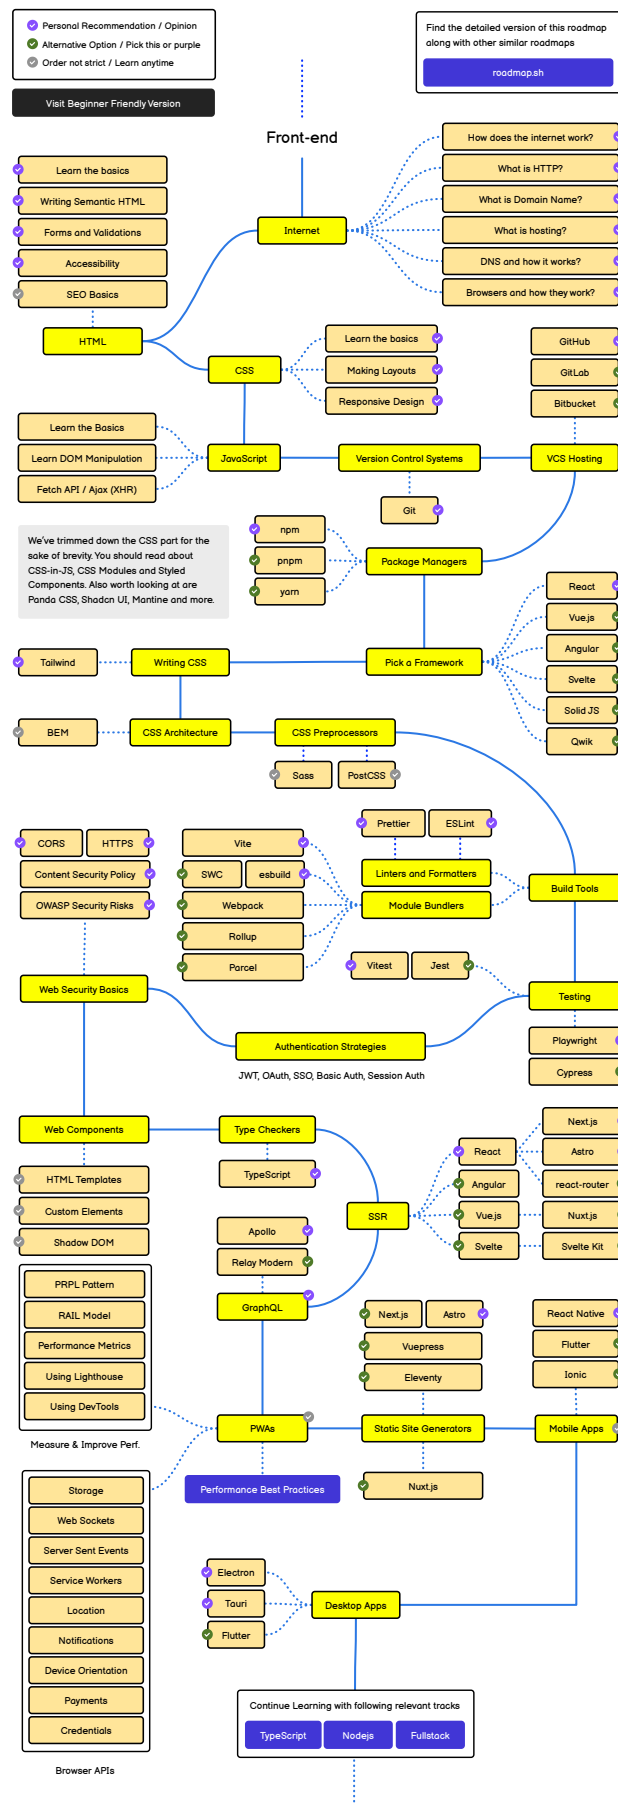 Personal Recommendation / Opinion
Alternative Option / Pick this or purple
Order not strict / Learn anytime
Find the detailed version of this roadmap
along with other similar roadmaps
roadmap.sh
Visit Beginner Friendly Version
Front-end
How does the internet work?
What is HTTP?
What is Domain Name?
What is hosting?
DNS and how it works?
Browsers and how they work?
Internet
Learn the basics
Writing Semantic HTML
Forms and Validations
Accessibility
SEO Basics
HTML
CSS
Learn the basics
Making Layouts
Responsive Design
GitHub
GitLab
Bitbucket
Learn the Basics
Learn DOM Manipulation
Fetch API / Ajax (XHR)
JavaScript
Version Control Systems
VCS Hosting
Git
We've trimmed down the CSS part for the
sake of brevity. You should read about
CSS-in-JS, CSS Modules and Styled
Components. Also worth looking at are
Panda CSS, Shadcn UI, Mantine and more.
npm
pnpm
yarn
Package Managers
React
Vue.js
Angular
Svelte
Solid JS
Qwik
Tailwind
Writing CSS
Pick a Framework
BEM
CSS Architecture
CSS Preprocessors
Sass
PostCSS
Prettier
ESLint
Linters and Formatters
Module Bundlers
Build Tools
CORS
HTTPS
Content Security Policy
OWASP Security Risks
Vite
SWC
esbuild
Webpack
Rollup
Parcel
Vitest
Jest
Web Security Basics
Testing
Playwright
Cypress
Authentication Strategies
JWT, OAuth, SSO, Basic Auth, Session Auth
Web Components
Type Checkers
TypeScript
HTML Templates
Custom Elements
Shadow DOM
SSR
React
Angular
Vue.js
Svelte
Next.js
Astro
react-router
Nuxt.js
Svelte Kit
Apollo
Relay Modern
GraphQL
PRPL Pattern
RAIL Model
Performance Metrics
Using Lighthouse
Using DevTools
Measure & Improve Perf.
Next.js
Astro
Vuepress
Eleventy
React Native
Flutter
Ionic
PWAs
Static Site Generators
Mobile Apps
Performance Best Practices
Nuxt.js
Storage
Web Sockets
Server Sent Events
Service Workers
Location
Notifications
Device Orientation
Payments
Credentials
Browser APIs
Electron
Tauri
Flutter
Desktop Apps
Continue Learning with following relevant tracks
TypeScript
Nodejs
Fullstack